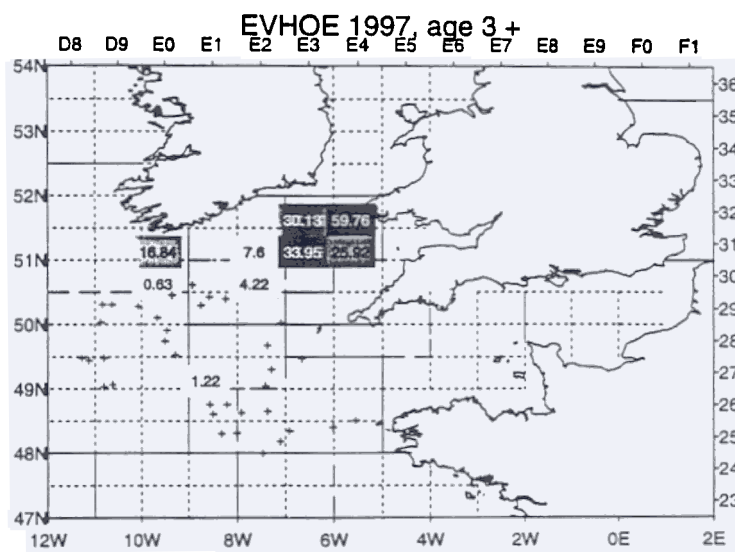 EVHOE 1997, age 3 +
D8 D9 E0 E1 E2 E3 E4 E5 E6 E7 E8 E9 F0 F1
54N
36
35
53N
34
33
52N
32
30.13 59.76
31
16.84 7.6 33.95 25.92
51N
30
0.63 4.22
29
50N
28
27
1.22
49N
26
25
48N
24
23
47N
12W 10W 8W 6W 4W 2W 0E 2E